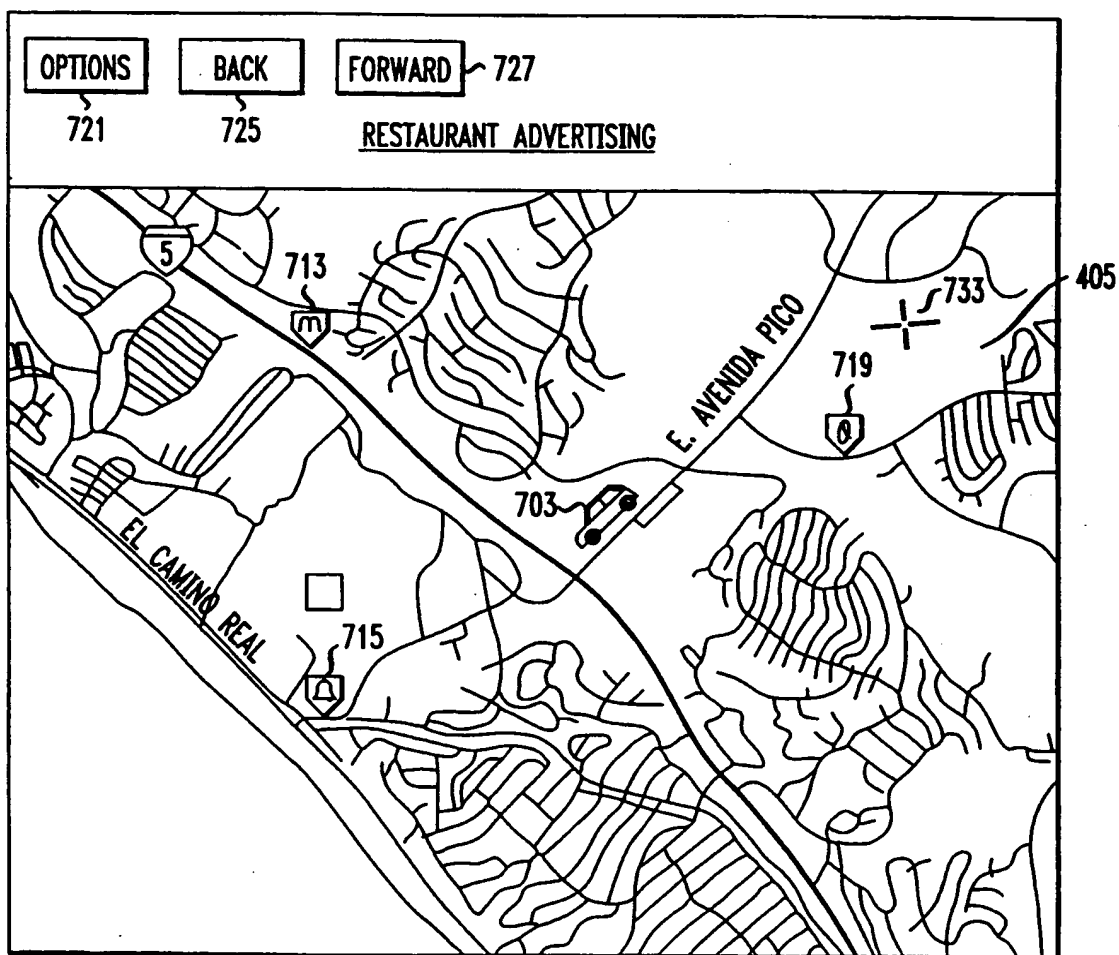 OPTIONS BACK FORWARD 727
721 725 RESTAURANT ADVERTISING
5
713
m
733
405
E. AVENIDA PICO
719
703
EL CAMINO REAL
715